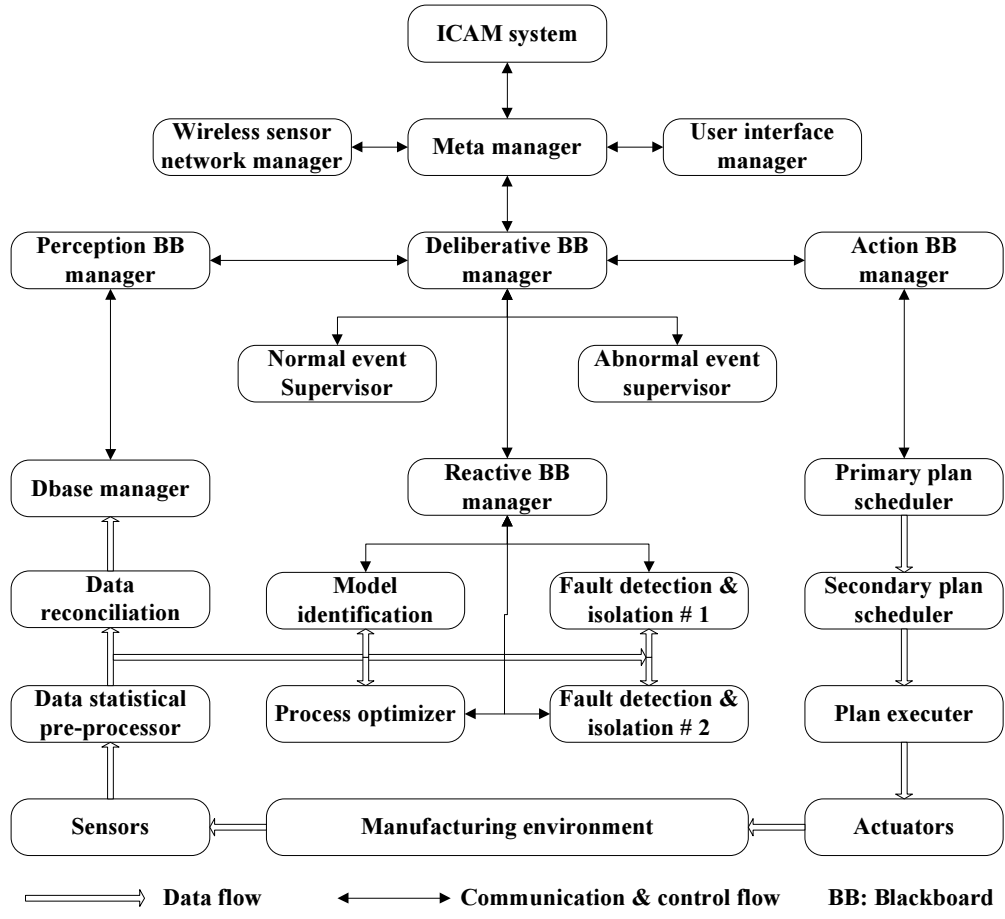 ICAM system
Wireless sensor
network manager
Meta manager
User interface
manager
Perception BB
manager
Deliberative BB
manager
Action BB
manager
Normal event
Supervisor
Abnormal event
supervisor
Dbase manager
Reactive BB
manager
Primary plan
scheduler
Data
reconciliation
Model
identification
Fault detection &
isolation # 1
Secondary plan
scheduler
Data statistical
pre-processor
Process optimizer
Fault detection &
isolation # 2
Plan executer
Sensors
Manufacturing environment
Actuators
Data flow
Communication & control flow
BB: Blackboard